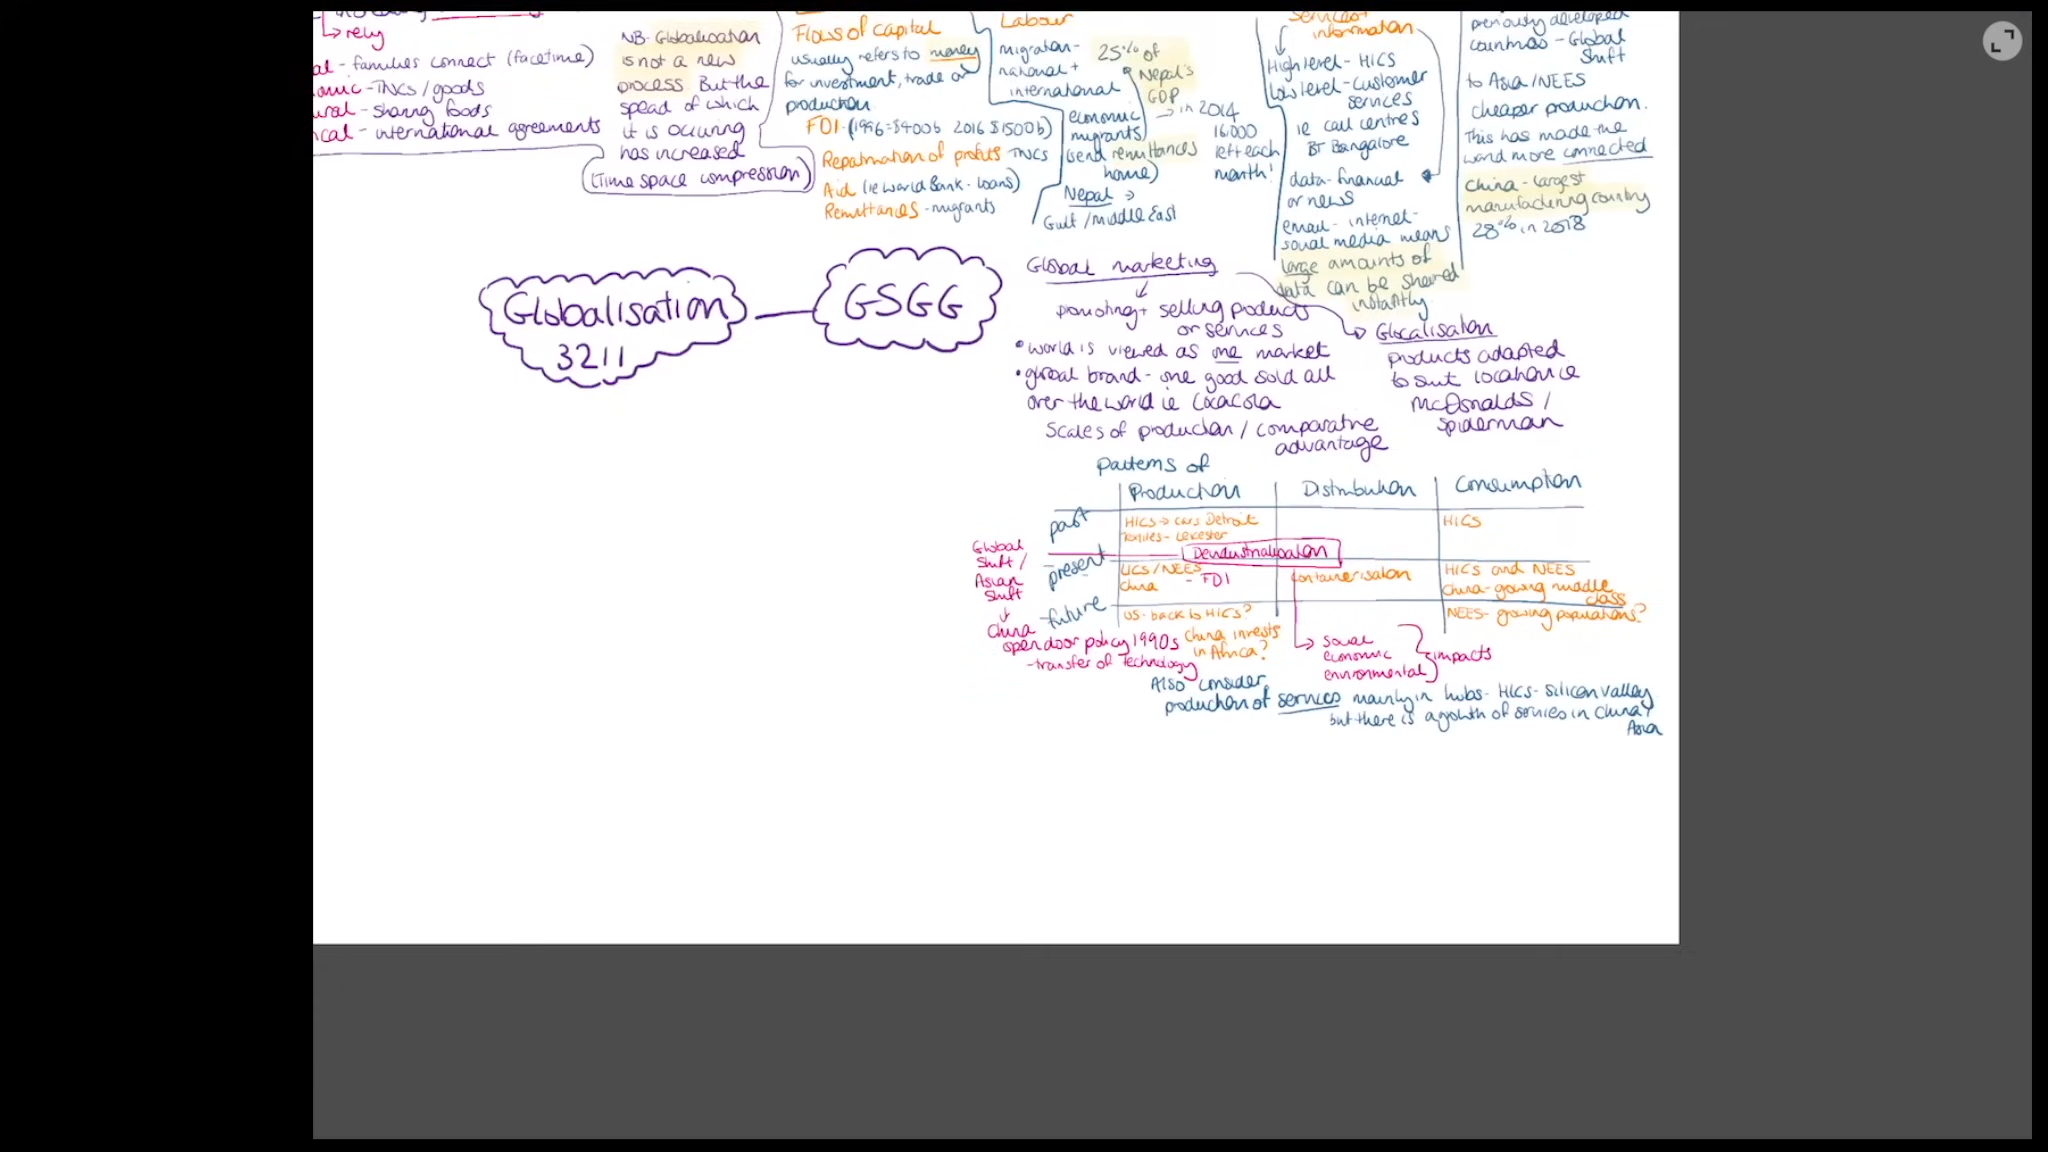 ↳ rely
al - families connect (facetime)
omic - TNCs / goods
ural - sharing foods
ical - international agreements
NB - Globalisation
is not a new
process But the
spead of which
it is occuring
has increased
(Time space compression)
Flows of capital
usually refers to money
for investment, trade or
production
FDI - (1996 = $400b 2016 $1500b)
Repatriation of profits TNCS
Aid (ie World Bank - loans)
Remittances - migrants
Labour
migration -
national +
international
25% of
Nepal's
GDP
→ in 2014
16000
left each
month!
economic
migrants
(send remittances
home)
Nepal →
Gulf / Middle East
Services +
information
High level - HICs
Low level - customer
services
ie call centres
BT Bangalore
data - financial
or news
email - internet -
social media means
large amounts of
data can be shared
instantly
previously developed
countries - Global
Shift
to Asia / NEES
cheaper production.
This has made the
world more connected
China - largest
manufacturing country
28% in 2018
Globalisation
3211
GSGG
Global marketing
promoting + selling products
or services
• world is viewed as one market
• global brand - one good sold all
over the world ie CocaCola
Scales of production / comparative
advantage
Glocalisation
products adapted
to suit location ie
McDonalds /
Spiderman
Patterns of
Production Distribution Consumption
past
HICS → cars Detroit
Textiles - Leicester
HICS
Deindustrialisation
present
LICS / NEES
China
- FDI
containerisation
HICS and NEES
China - growing middle
class
future
US - back to HICS?
China invests
in Africa?
NEES - growing populations?
Global
Shift /
Asian
Shift
↓
China
open door policy 1990s
- transfer of Technology
→ Social
economic
environmental
impacts
Also consider
production of services mainly in hubs - HICS - Silicon Valley
but there is a growth of services in China /
Asia